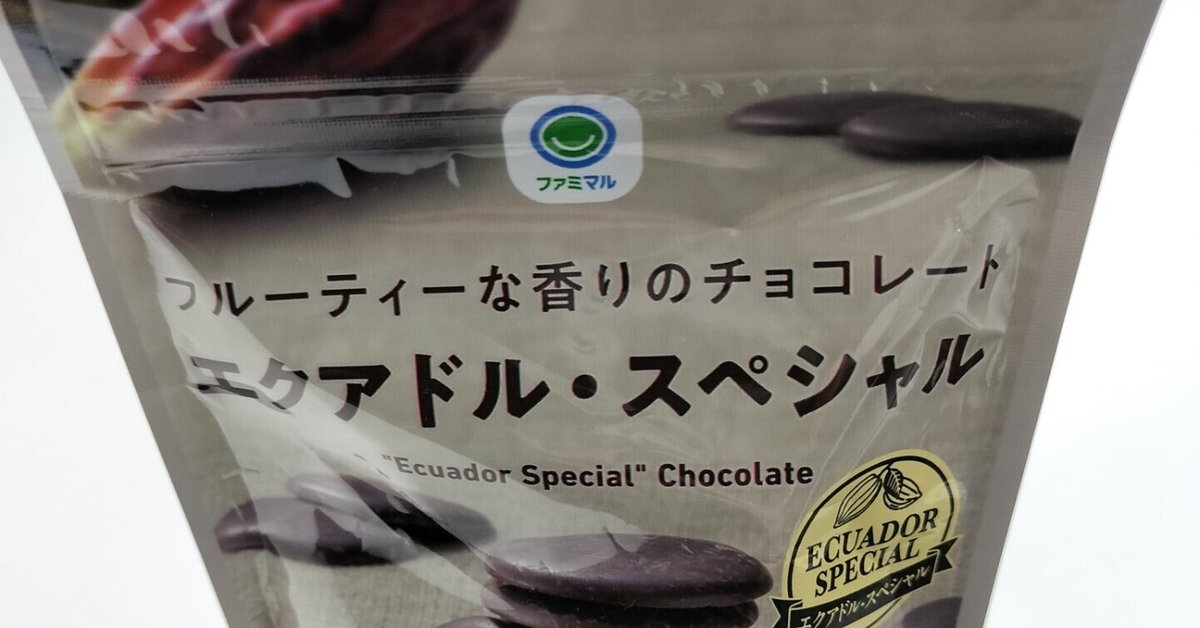 ファミマル
フルーティーな香りのチョコレート
エクアドル・スペシャル
"Ecuador Special" Chocolate
ECUADOR
SPECIAL
エクアドル・スペシャル